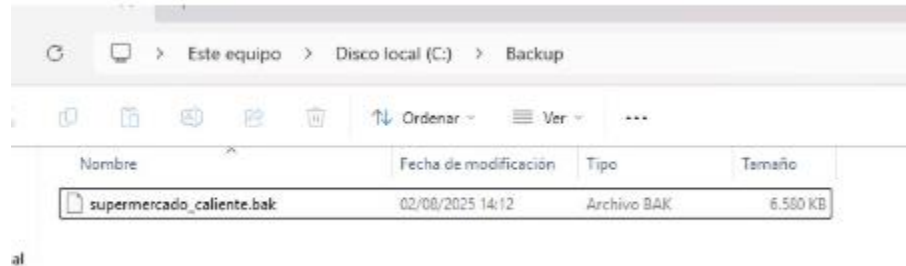 > Este equipo > Disco local (C:) > Backup
Ordenar Ver ...
Nombre Fecha de modificación Tipo Tamaño
supermercado_caliente.bak 02/08/2025 14:12 Archivo BAK 6.580 KB
al